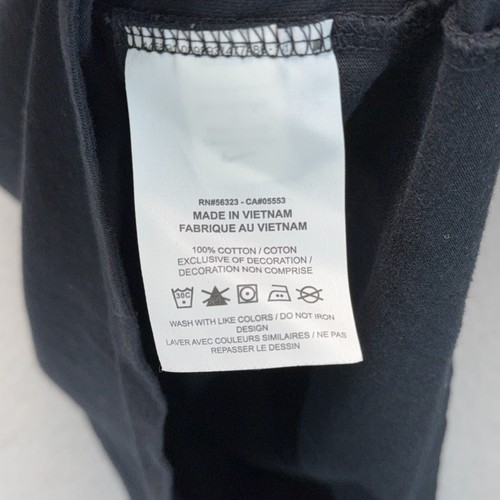 RN#56323 - CA#05553
MADE IN VIETNAM
FABRIQUE AU VIETNAM
100% COTTON / COTON
EXCLUSIVE OF DECORATION /
DECORATION NON COMPRISE
30C
WASH WITH LIKE COLORS / DO NOT IRON
DESIGN
LAVER AVEC COULEURS SIMILAIRES / NE PAS
REPASSER LE DESSIN